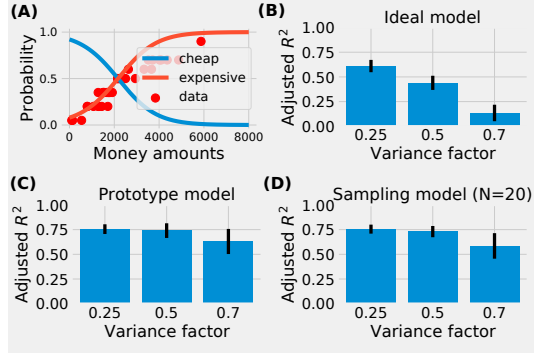 (A)
1.0
0.5
0.0
Probability
0 2000 4000 6000 8000
Money amounts
cheap
expensive
data
(B)
Ideal model
1.00
0.75
0.50
0.25
0.00
Adjusted R²
0.25 0.5 0.7
Variance factor
(C)
Prototype model
1.00
0.75
0.50
0.25
0.00
Adjusted R²
0.25 0.5 0.7
Variance factor
(D)
Sampling model (N=20)
1.00
0.75
0.50
0.25
0.00
Adjusted R²
0.25 0.5 0.7
Variance factor